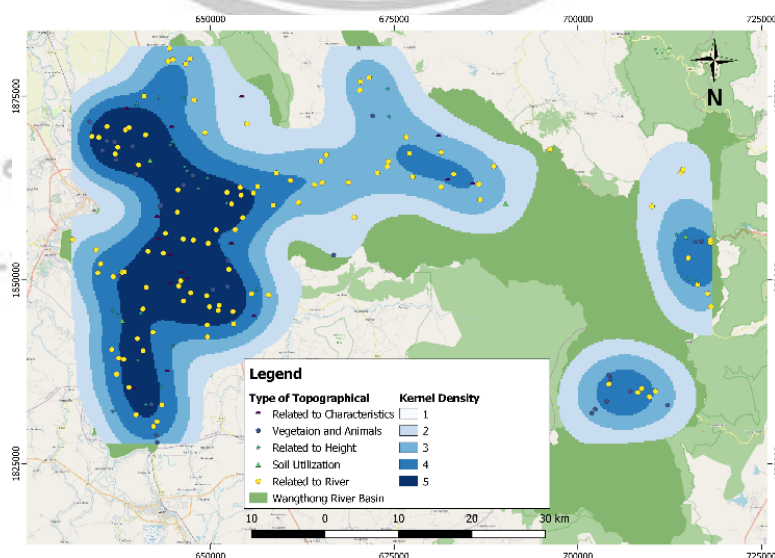 650000 675000 700000 725000
1875000
N
1850000
1825000
Legend
Type of Topographical Kernel Density
Related to Characteristics 1
Vegetaion and Animals 2
Related to Height 3
Soil Utilization 4
Related to River 5
Wangthong River Basin
10 0 10 20 30 km
650000 675000 700000 725000